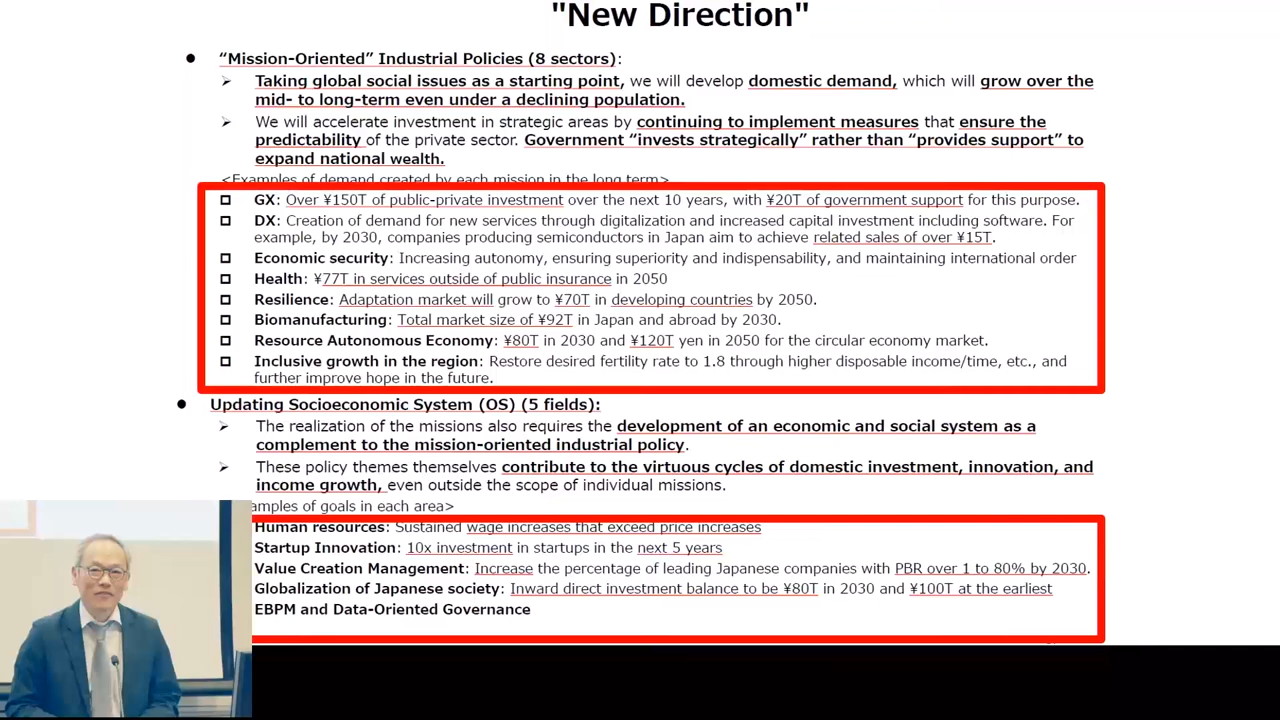 "New Direction"
“Mission-Oriented” Industrial Policies (8 sectors):
Taking global social issues as a starting point, we will develop domestic demand, which will grow over the
mid- to long-term even under a declining population.
We will accelerate investment in strategic areas by continuing to implement measures that ensure the
predictability of the private sector. Government “invests strategically” rather than “provides support” to
expand national wealth.
<Examples of demand created by each mission in the long term>
GX: Over ¥150T of public-private investment over the next 10 years, with ¥20T of government support for this purpose.
DX: Creation of demand for new services through digitalization and increased capital investment including software. For
example, by 2030, companies producing semiconductors in Japan aim to achieve related sales of over ¥15T.
Economic security: Increasing autonomy, ensuring superiority and indispensability, and maintaining international order
Health: ¥77T in services outside of public insurance in 2050
Resilience: Adaptation market will grow to ¥70T in developing countries by 2050.
Biomanufacturing: Total market size of ¥92T in Japan and abroad by 2030.
Resource Autonomous Economy: ¥80T in 2030 and ¥120T yen in 2050 for the circular economy market.
Inclusive growth in the region: Restore desired fertility rate to 1.8 through higher disposable income/time, etc., and
further improve hope in the future.
Updating Socioeconomic System (OS) (5 fields):
The realization of the missions also requires the development of an economic and social system as a
complement to the mission-oriented industrial policy.
These policy themes themselves contribute to the virtuous cycles of domestic investment, innovation, and
income growth, even outside the scope of individual missions.
amples of goals in each area>
Human resources: Sustained wage increases that exceed price increases
Startup Innovation: 10x investment in startups in the next 5 years
Value Creation Management: Increase the percentage of leading Japanese companies with PBR over 1 to 80% by 2030.
Globalization of Japanese society: Inward direct investment balance to be ¥80T in 2030 and ¥100T at the earliest
EBPM and Data-Oriented Governance